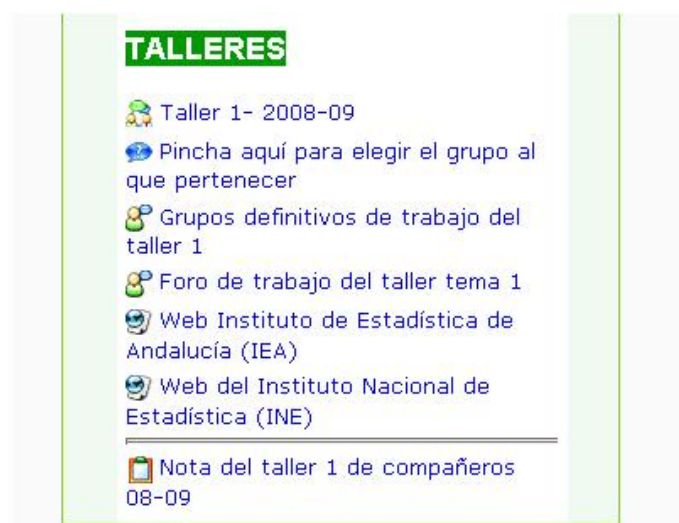 TALLERES
Taller 1- 2008-09
Pincha aquí para elegir el grupo al
que pertenecer
Grupos definitivos de trabajo del
taller 1
Foro de trabajo del taller tema 1
Web Instituto de Estadística de
Andalucía (IEA)
Web del Instituto Nacional de
Estadística (INE)
Nota del taller 1 de compañeros
08-09